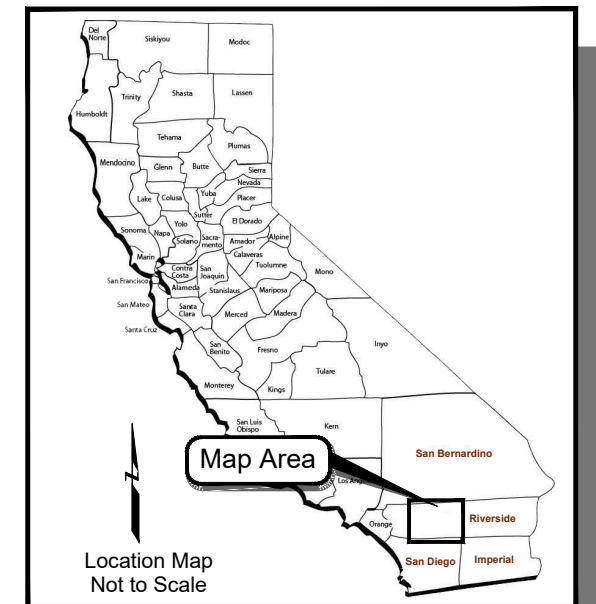 Del
Norte
Siskiyou
Modoc
Trinity
Shasta
Lassen
Humboldt
Tehama
Plumas
Mendocino
Glenn
Butte
Sierra
Nevada
Lake
Colusa
Yuba
Placer
Sutter
Sonoma
Napa
Yolo
El Dorado
Solano
Sacra-
mento
Amador
Alpine
Marin
Calaveras
San Francisco
Contra
Costa
San
Joaquin
Tuolumne
Mono
Alameda
Stanislaus
Mariposa
San Mateo
Santa
Clara
Merced
Madera
Santa Cruz
San
Benito
Fresno
Inyo
Monterey
Kings
Tulare
San Luis
Obispo
Kern
San Bernardino
Map Area
Los Ang
Orange
Riverside
San Diego
Imperial
N
Location Map
Not to Scale